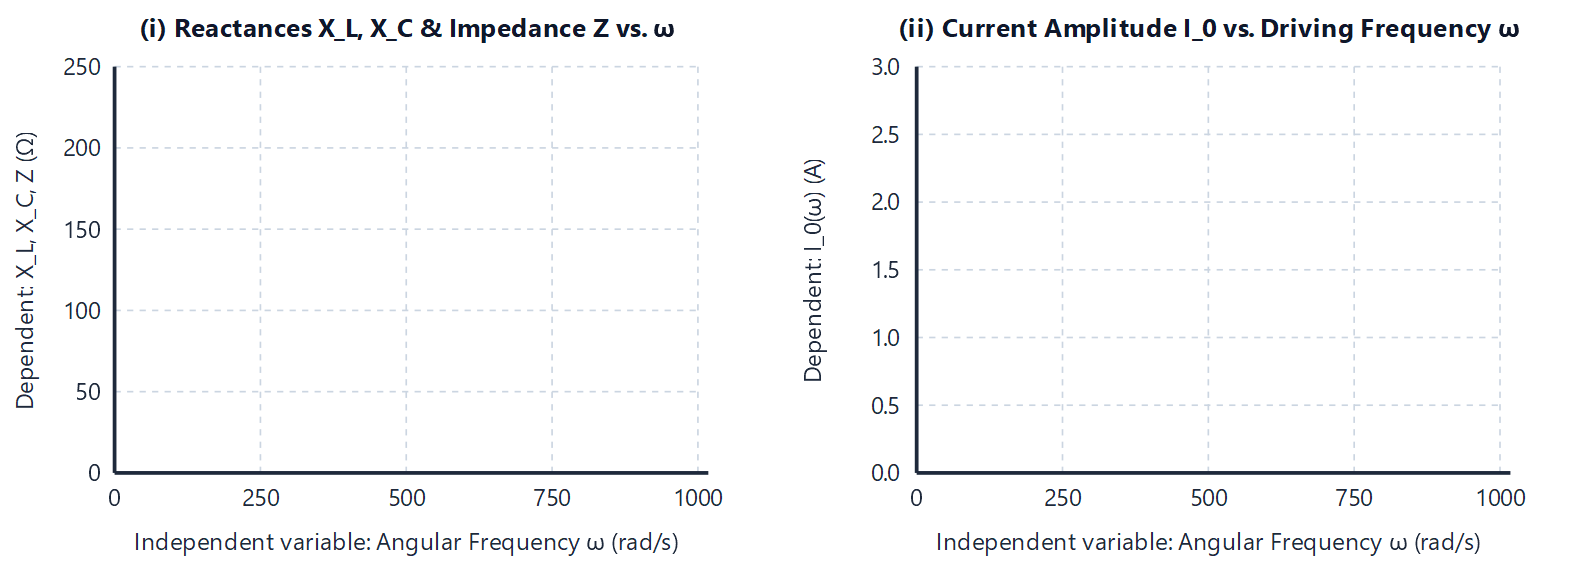 (i) Reactances X_L, X_C & Impedance Z vs. ω
250
200
150
100
50
0
0 250 500 750 1000
Dependent: X_L, X_C, Z (Ω)
Independent variable: Angular Frequency ω (rad/s)
(ii) Current Amplitude I_0 vs. Driving Frequency ω
3.0
2.5
2.0
1.5
1.0
0.5
0.0
0 250 500 750 1000
Dependent: I_0(ω) (A)
Independent variable: Angular Frequency ω (rad/s)